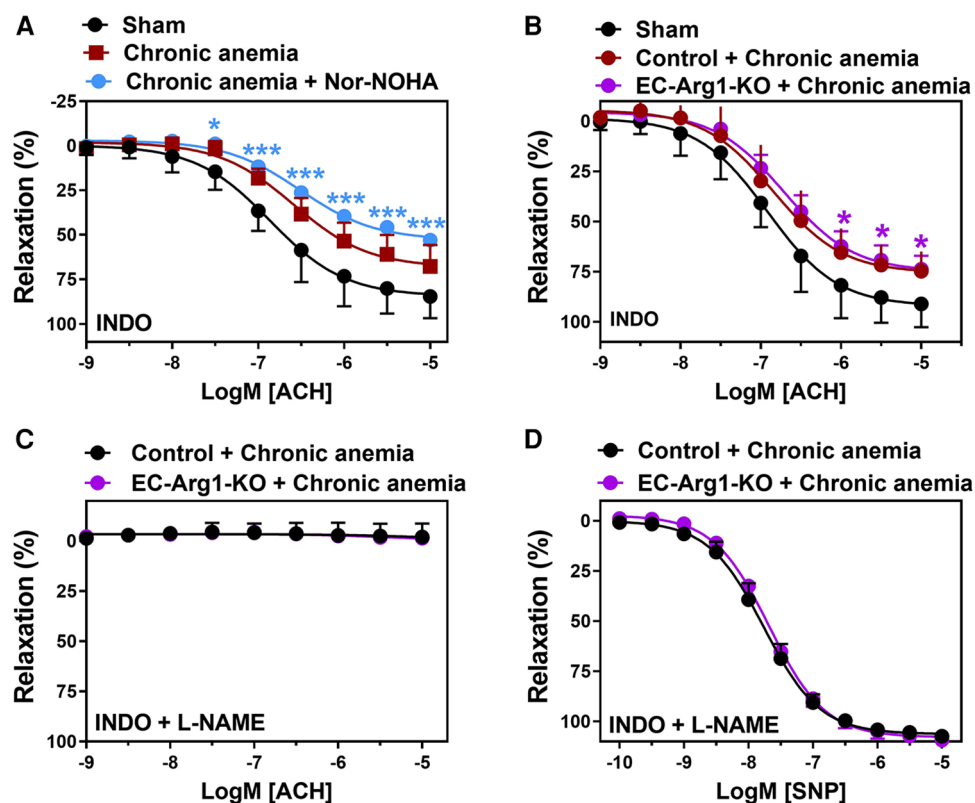 A
Sham
Chronic anemia
Chronic anemia + Nor-NOHA
-25
0
25
50
75
100
Relaxation (%)
*
***
***
***
***
***
INDO
-9
-8
-7
-6
-5
LogM [ACH]
B
Sham
Control + Chronic anemia
EC-Arg1-KO + Chronic anemia
0
25
50
75
100
Relaxation (%)
*
*
*
INDO
-9
-8
-7
-6
-5
LogM [ACH]
C
Control + Chronic anemia
EC-Arg1-KO + Chronic anemia
0
25
50
75
100
Relaxation (%)
INDO + L-NAME
-9
-8
-7
-6
-5
LogM [ACH]
D
Control + Chronic anemia
EC-Arg1-KO + Chronic anemia
0
25
50
75
100
Relaxation (%)
INDO + L-NAME
-10
-9
-8
-7
-6
-5
LogM [SNP]